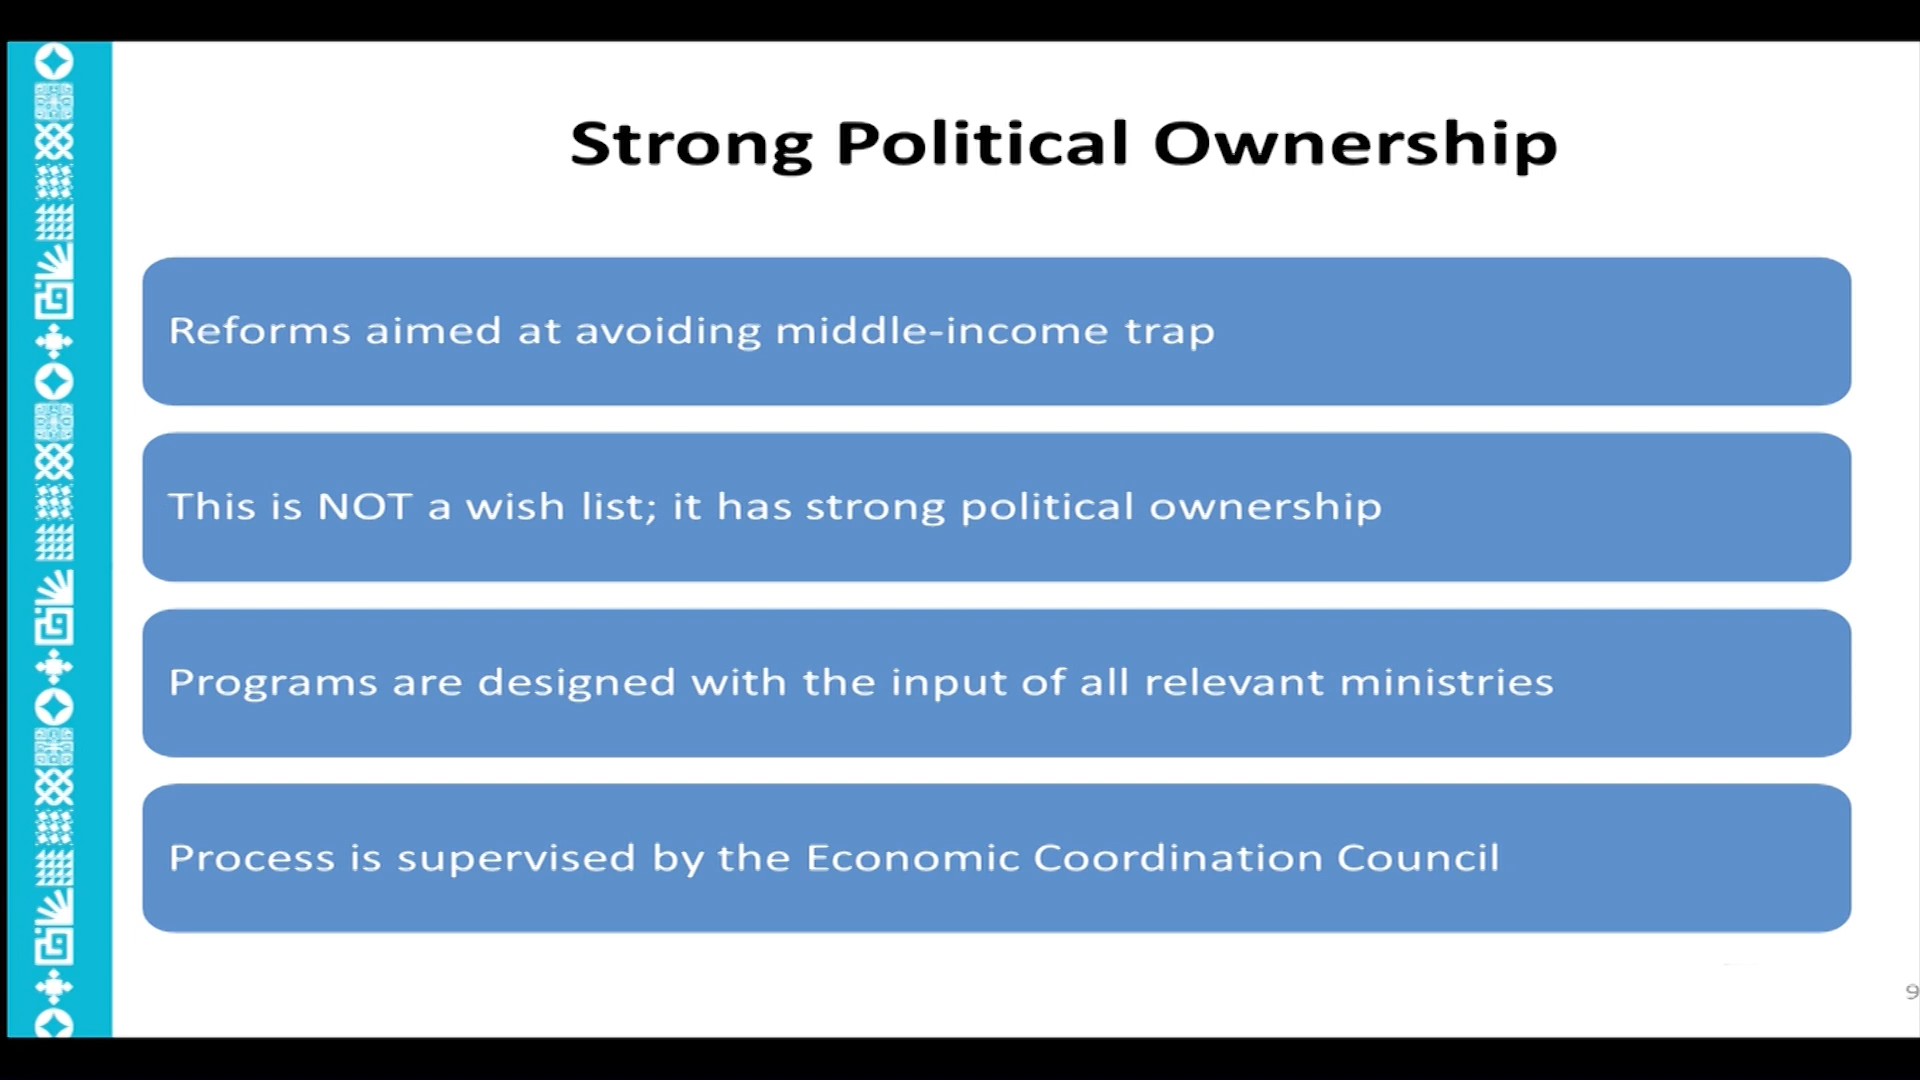 Strong Political Ownership
Reforms aimed at avoiding middle-income trap
This is NOT a wish list; it has strong political ownership
Programs are designed with the input of all relevant ministries
Process is supervised by the Economic Coordination Council
9